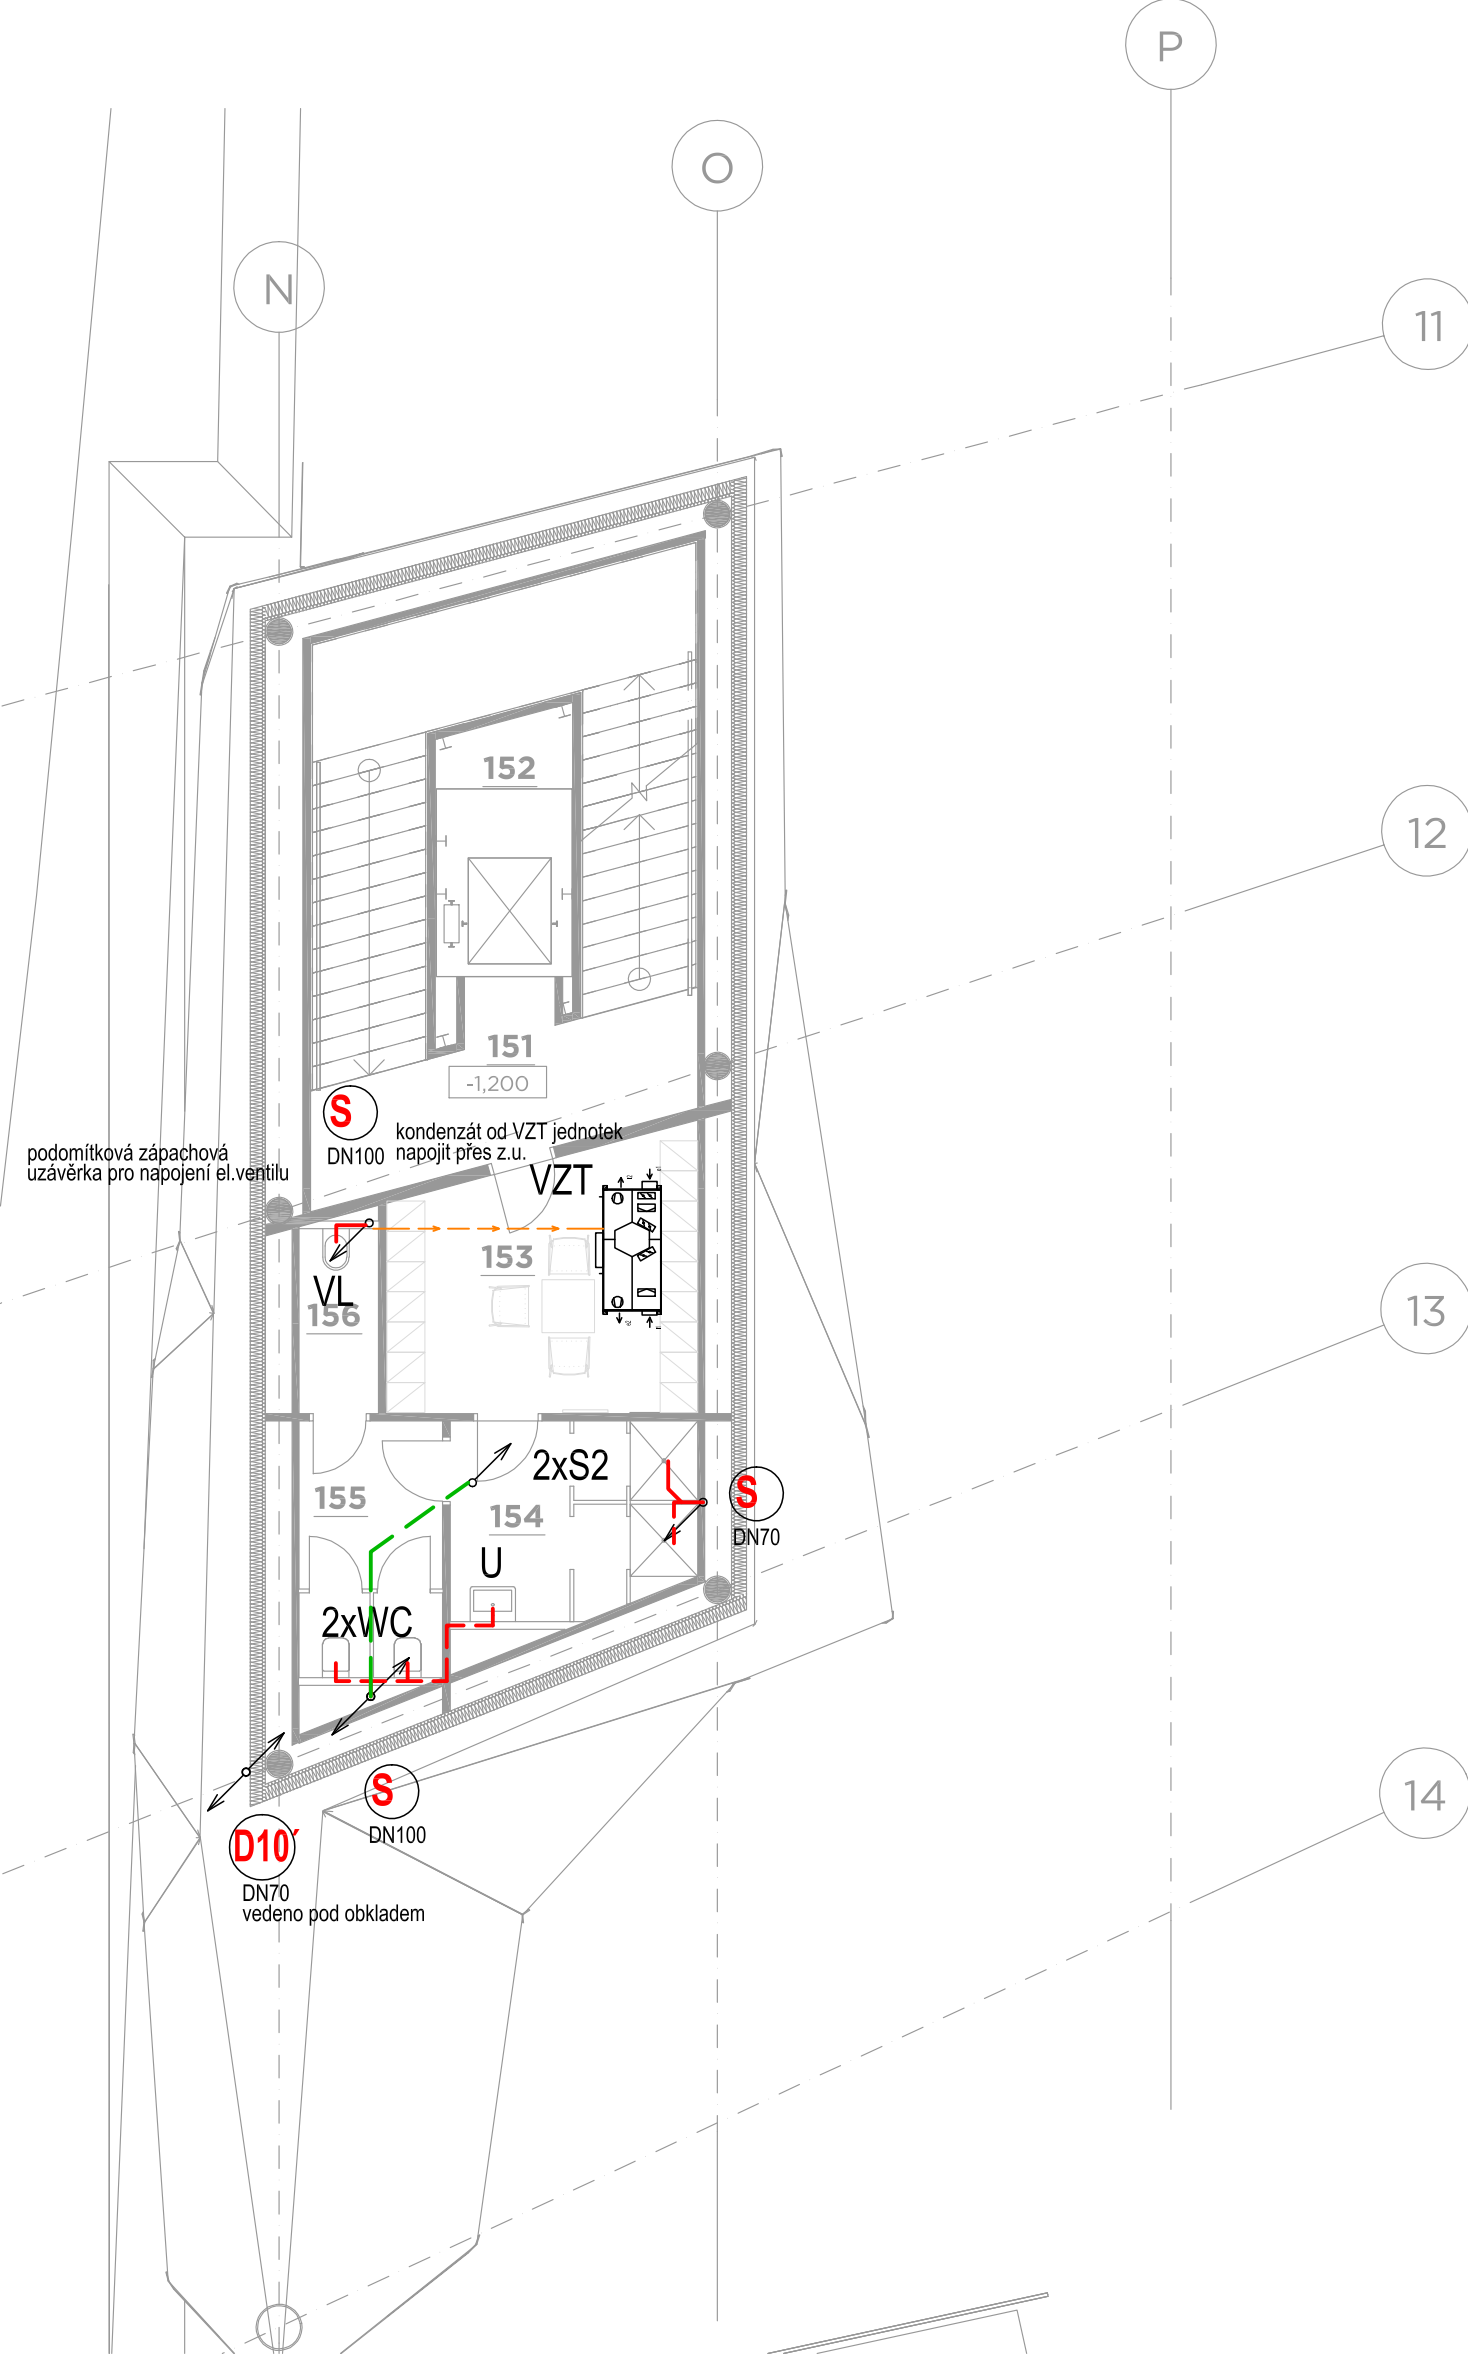 P
O
N
11
12
152
151
-1,200
S
DN100
kondenzát od VZT jednotek
napojit přes z.u.
podomítková zápachová
uzávěrka pro napojení el.ventilu
VZT
153
VL
156
13
2xS2
155
154
S
DN70
U
2xWC
S
DN100
D10´
DN70
vedeno pod obkladem
14